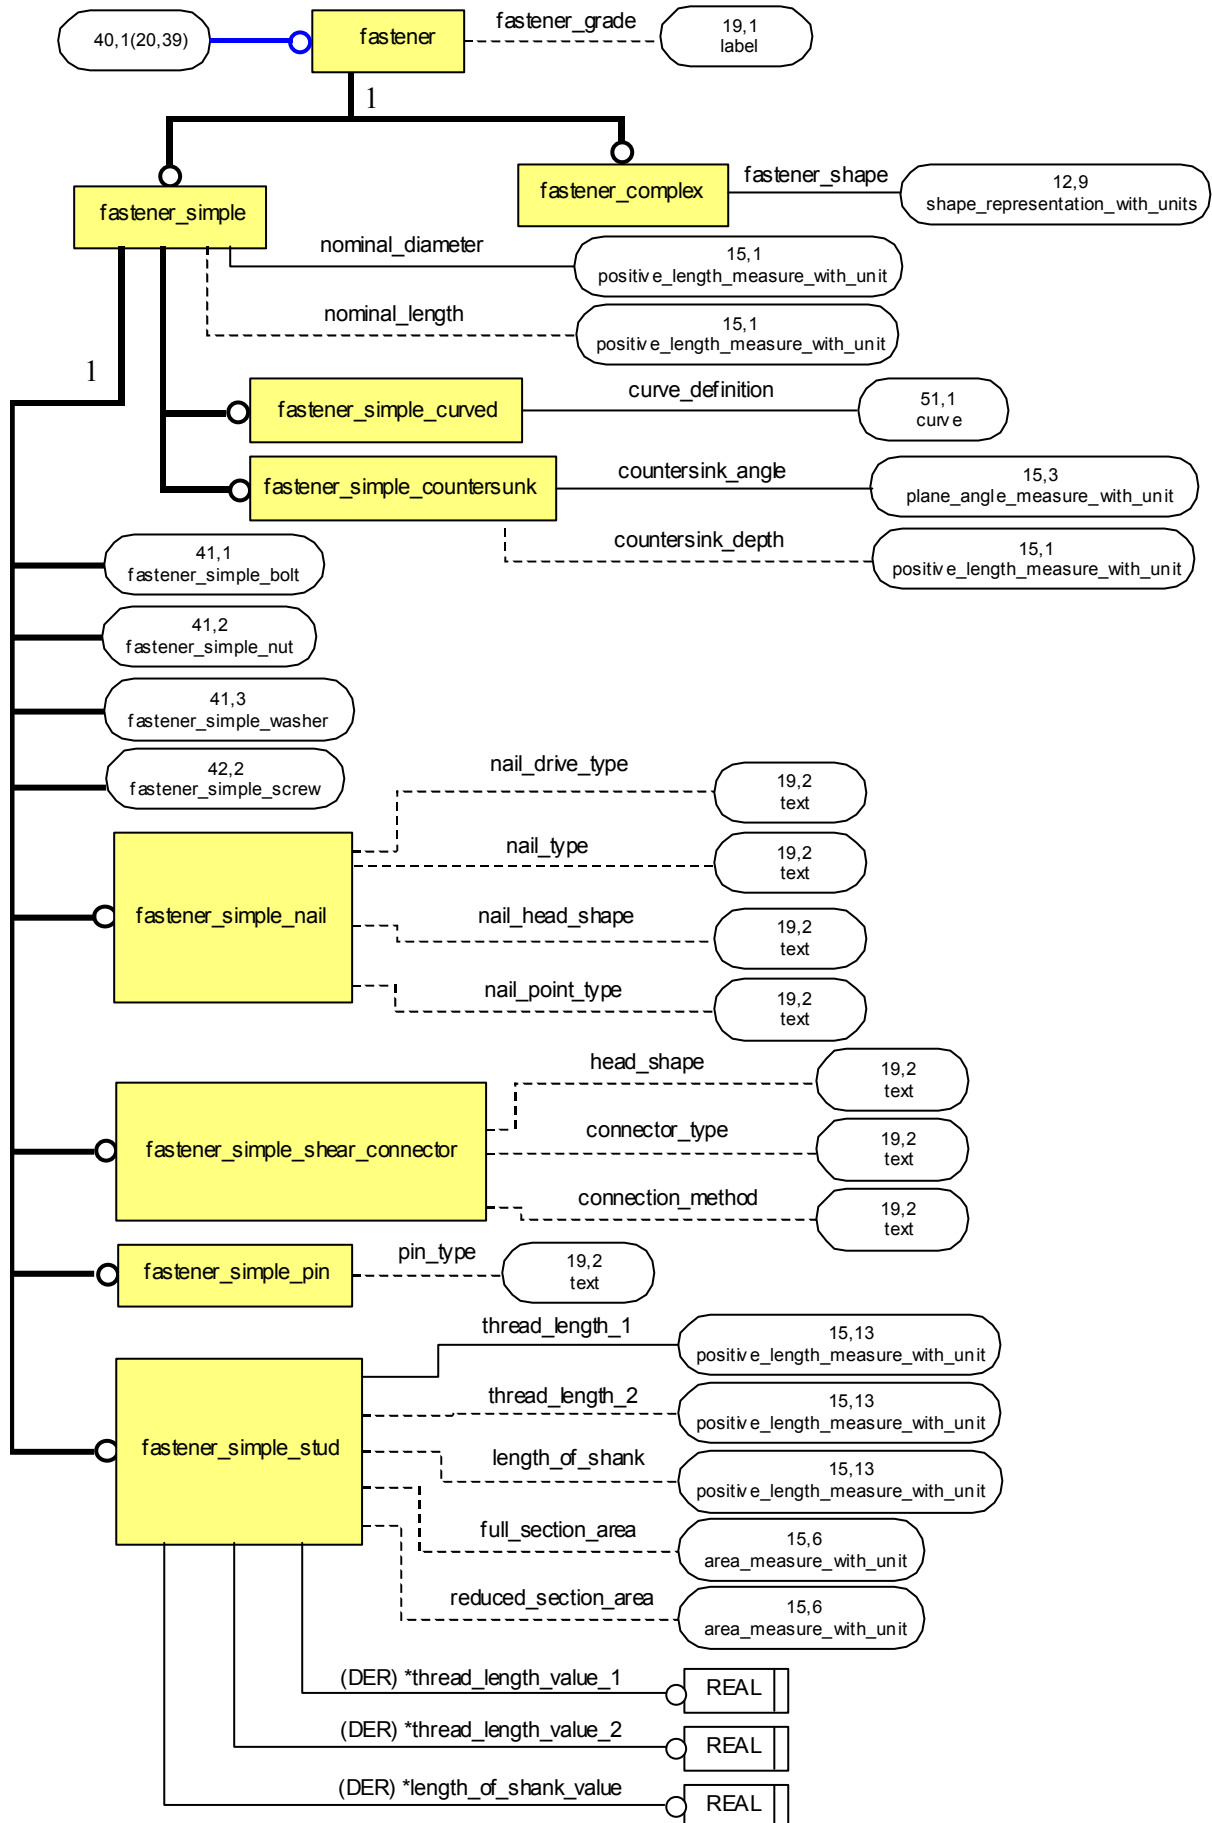 40,1(20,39)
fastener
fastener_grade
19,1
label
1
fastener_simple
fastener_complex
fastener_shape
12,9
shape_representation_with_units
nominal_diameter
15,1
positive_length_measure_with_unit
nominal_length
15,1
positive_length_measure_with_unit
1
fastener_simple_curved
curve_definition
51,1
curve
fastener_simple_countersunk
countersink_angle
15,3
plane_angle_measure_with_unit
countersink_depth
15,1
positive_length_measure_with_unit
41,1
fastener_simple_bolt
41,2
fastener_simple_nut
41,3
fastener_simple_washer
42,2
fastener_simple_screw
fastener_simple_nail
nail_drive_type
19,2
text
nail_type
19,2
text
nail_head_shape
19,2
text
nail_point_type
19,2
text
fastener_simple_shear_connector
head_shape
19,2
text
connector_type
19,2
text
connection_method
19,2
text
fastener_simple_pin
pin_type
19,2
text
fastener_simple_stud
thread_length_1
15,13
positive_length_measure_with_unit
thread_length_2
15,13
positive_length_measure_with_unit
length_of_shank
15,13
positive_length_measure_with_unit
full_section_area
15,6
area_measure_with_unit
reduced_section_area
15,6
area_measure_with_unit
(DER) *thread_length_value_1
REAL
(DER) *thread_length_value_2
REAL
(DER) *length_of_shank_value
REAL